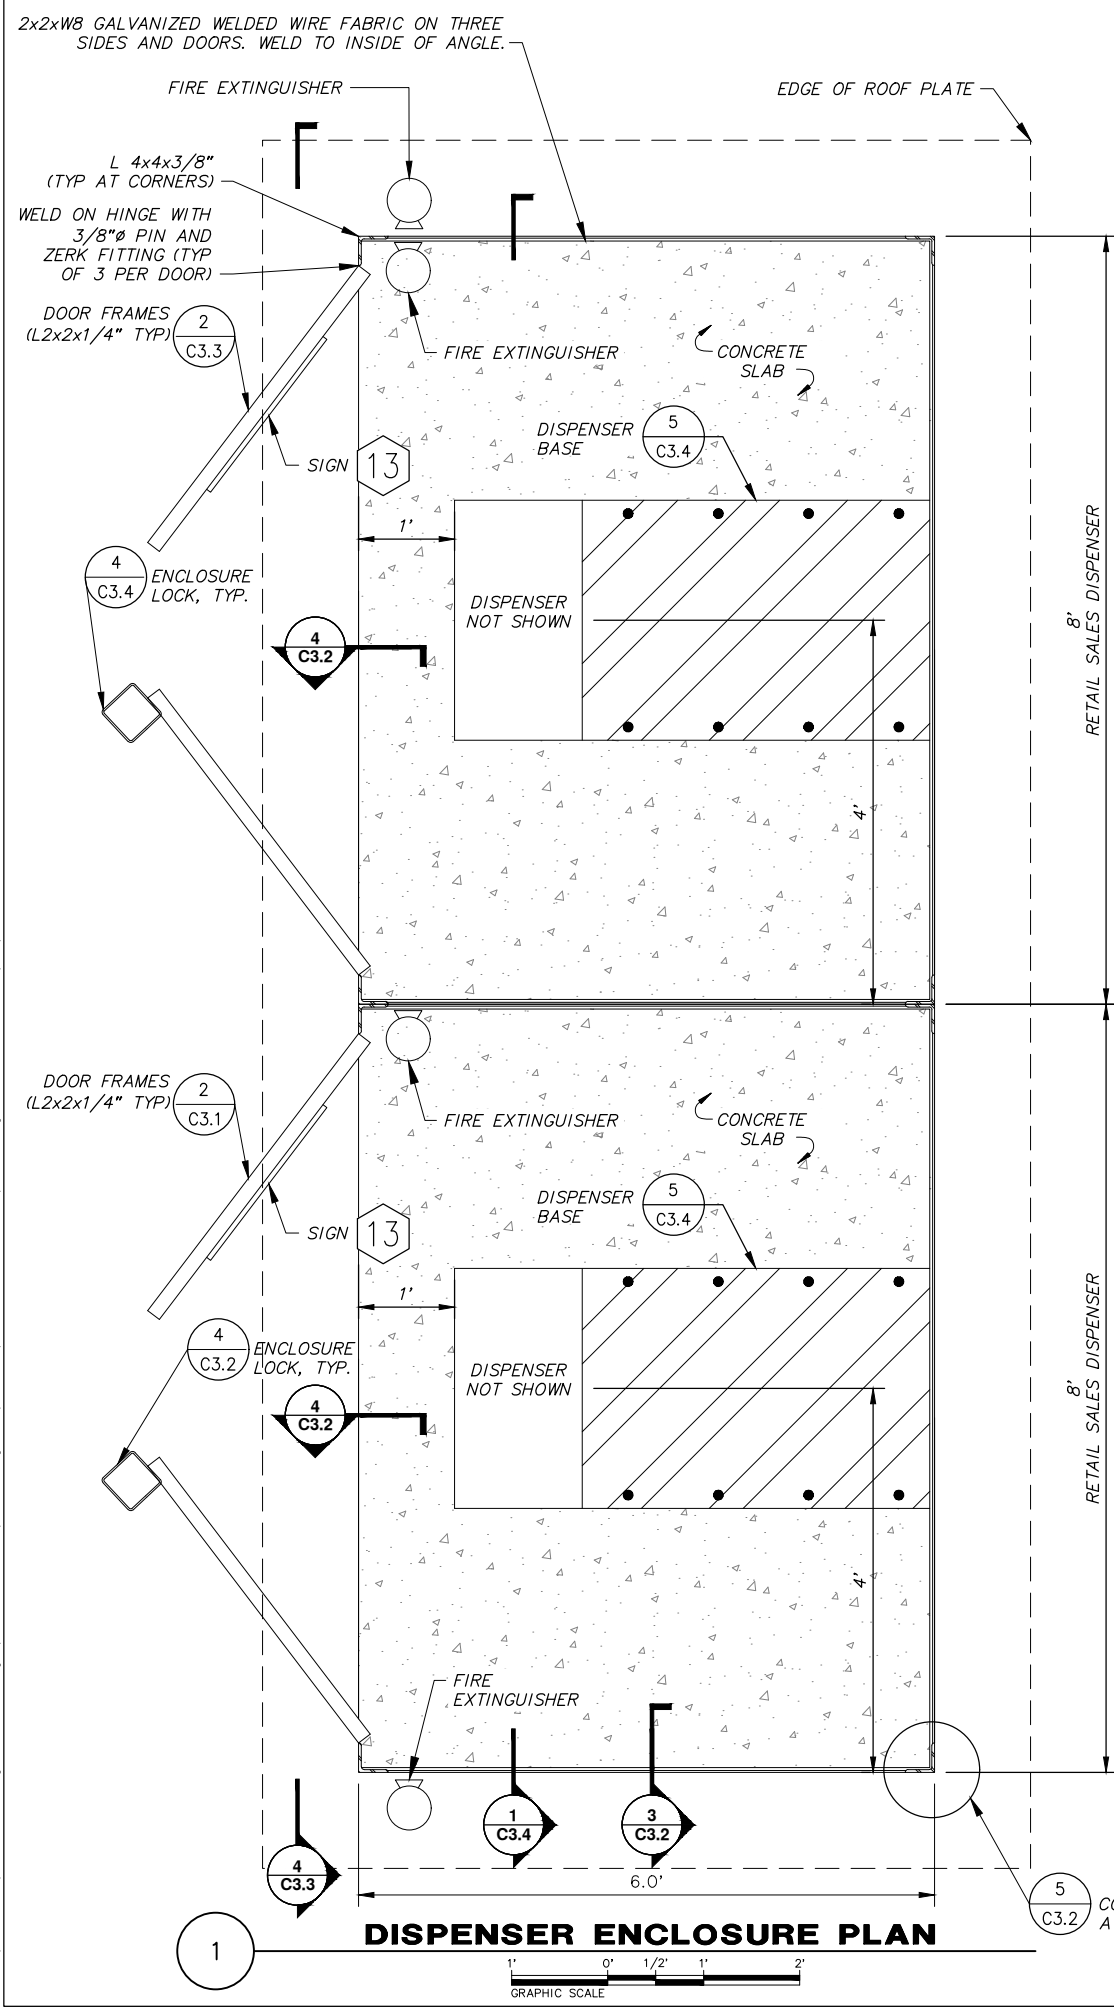 2x2xW8 GALVANIZED WELDED WIRE FABRIC ON THREE
SIDES AND DOORS. WELD TO INSIDE OF ANGLE.
FIRE EXTINGUISHER
EDGE OF ROOF PLATE
L 4x4x3/8"
(TYP AT CORNERS)
WELD ON HINGE WITH
3/8"ø PIN AND
ZERK FITTING (TYP
OF 3 PER DOOR)
DOOR FRAMES
(L2x2x1/4" TYP)
2
C3.3
FIRE EXTINGUISHER
CONCRETE
SLAB
DISPENSER
BASE
5
C3.4
SIGN
13
1'
4
C3.4
ENCLOSURE
LOCK, TYP.
DISPENSER
NOT SHOWN
4
C3.2
8'
RETAIL SALES DISPENSER
4'
DOOR FRAMES
(L2x2x1/4" TYP)
2
C3.1
FIRE EXTINGUISHER
CONCRETE
SLAB
DISPENSER
BASE
5
C3.4
SIGN
13
1'
4
C3.2
ENCLOSURE
LOCK, TYP.
DISPENSER
NOT SHOWN
4
C3.2
8'
RETAIL SALES DISPENSER
4'
FIRE
EXTINGUISHER
1
C3.4
3
C3.2
4
C3.3
6.0'
5
C3.2
CO
A
1
DISPENSER ENCLOSURE PLAN
1' 0' 1/2' 1' 2'
GRAPHIC SCALE